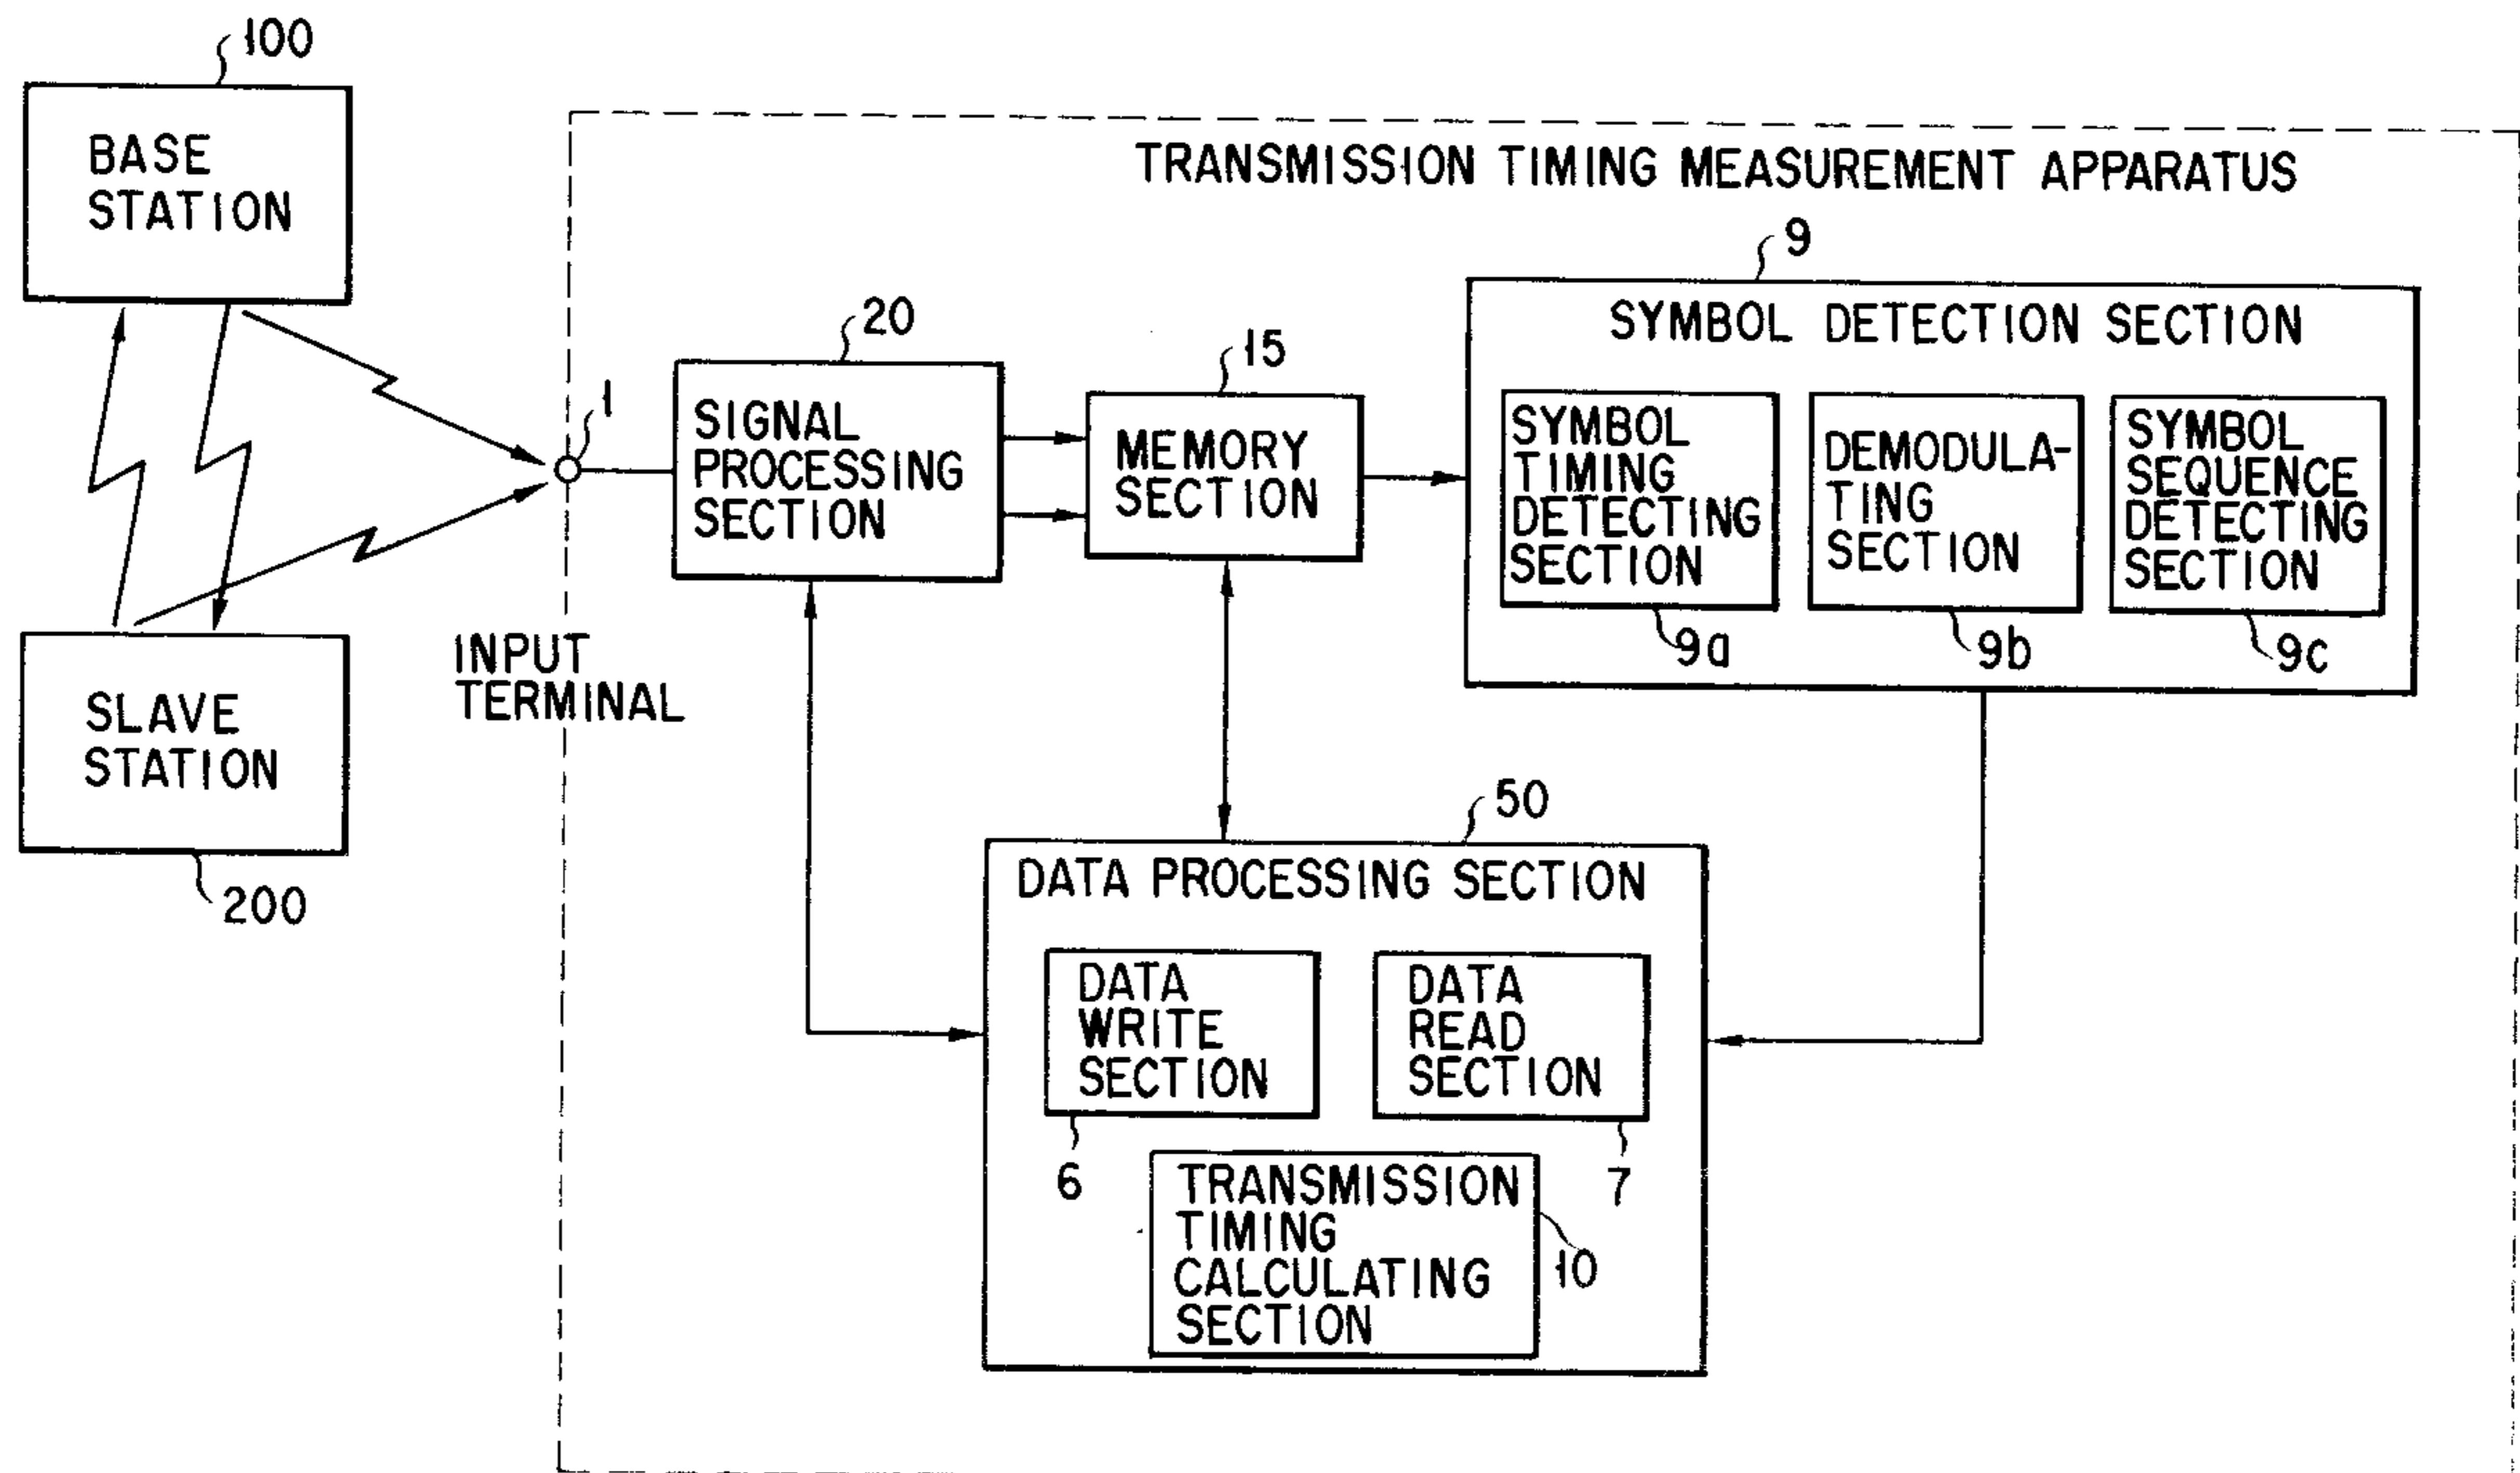 100
BASE
STATION
TRANSMISSION TIMING MEASUREMENT APPARATUS
9
SYMBOL DETECTION SECTION
20
15
1
SIGNAL
PROCESSING
SECTION
MEMORY
SECTION
SYMBOL
TIMING
DETECTING
SECTION
DEMODULA-
TING
SECTION
SYMBOL
SEQUENCE
DETECTING
SECTION
9a
9b
9c
INPUT
TERMINAL
SLAVE
STATION
200
50
DATA PROCESSING SECTION
DATA
WRITE
SECTION
DATA
READ
SECTION
6
7
TRANSMISSION
TIMING
CALCULATING
SECTION
10